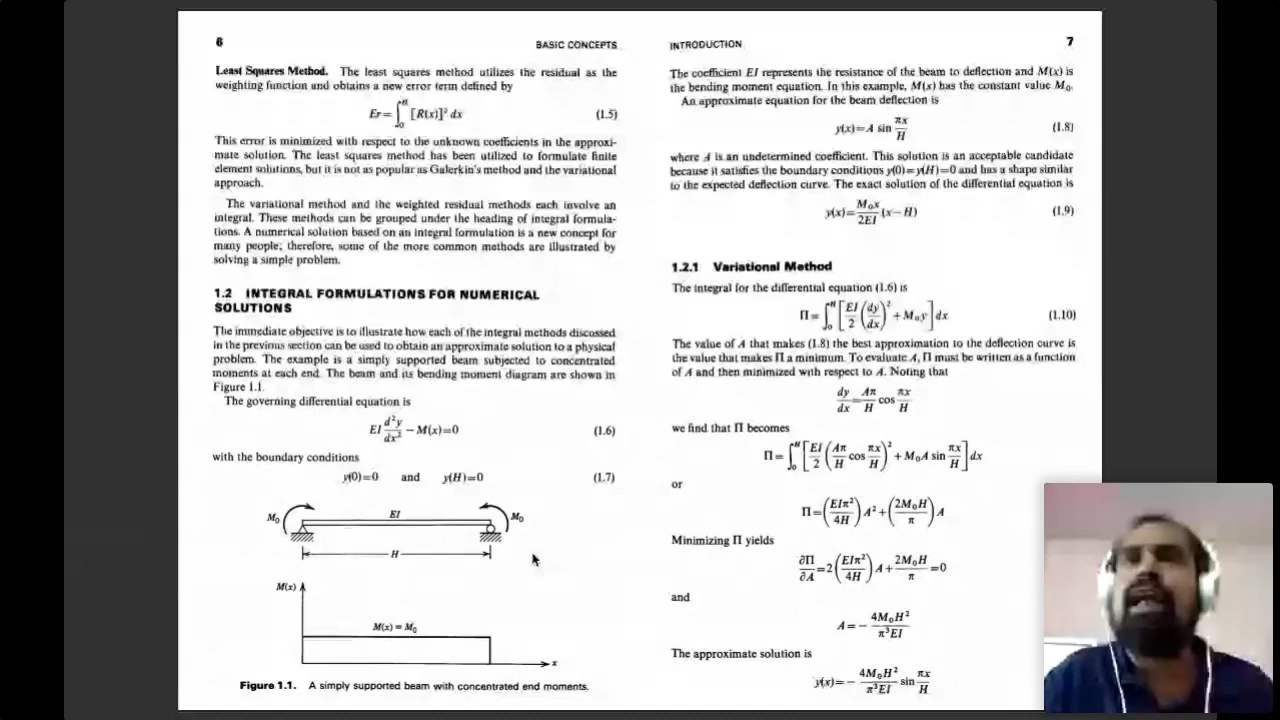 6 BASIC CONCEPTS
Least Squares Method. The least squares method utilizes the residual as the
weighting function and obtains a new error term defined by
Er = ∫₀ᴴ [R(x)]² dx (1.5)
This error is minimized with respect to the unknown coefficients in the approxi-
mate solution. The least squares method has been utilized to formulate finite
element solutions, but it is not as popular as Galerkin's method and the variational
approach.
The variational method and the weighted residual methods each involve an
integral. These methods can be grouped under the heading of integral formula-
tions. A numerical solution based on an integral formulation is a new concept for
many people; therefore, some of the more common methods are illustrated by
solving a simple problem.
1.2 INTEGRAL FORMULATIONS FOR NUMERICAL
SOLUTIONS
The immediate objective is to illustrate how each of the integral methods discussed
in the previous section can be used to obtain an approximate solution to a physical
problem. The example is a simply supported beam subjected to concentrated
moments at each end. The beam and its bending moment diagram are shown in
Figure 1.1.
The governing differential equation is
EI d²y/dx² − M(x)=0 (1.6)
with the boundary conditions
y(0)=0 and y(H)=0 (1.7)
M₀ EI M₀
H
M(x)
M(x) = M₀
x
Figure 1.1. A simply supported beam with concentrated end moments.
INTRODUCTION 7
The coefficient EI represents the resistance of the beam to deflection and M(x) is
the bending moment equation. In this example, M(x) has the constant value M₀.
An approximate equation for the beam deflection is
y(x)=A sin πx/H (1.8)
where A is an undetermined coefficient. This solution is an acceptable candidate
because it satisfies the boundary conditions y(0)=y(H)=0 and has a shape similar
to the expected deflection curve. The exact solution of the differential equation is
y(x)= M₀x/2EI (x−H) (1.9)
1.2.1 Variational Method
The integral for the differential equation (1.6) is
Π= ∫₀ᴴ [EI/2 (dy/dx)² + M₀y] dx (1.10)
The value of A that makes (1.8) the best approximation to the deflection curve is
the value that makes Π a minimum. To evaluate A, Π must be written as a function
of A and then minimized with respect to A. Noting that
dy/dx = Aπ/H cos πx/H
we find that Π becomes
Π= ∫₀ᴴ [EI/2 (Aπ/H cos πx/H)² + M₀A sin πx/H] dx
or
Π= (EIπ²/4H) A² + (2M₀H/π) A
Minimizing Π yields
∂Π/∂A =2 (EIπ²/4H) A + 2M₀H/π =0
and
A= − 4M₀H²/π³EI
The approximate solution is
y(x)= − 4M₀H²/π³EI sin πx/H